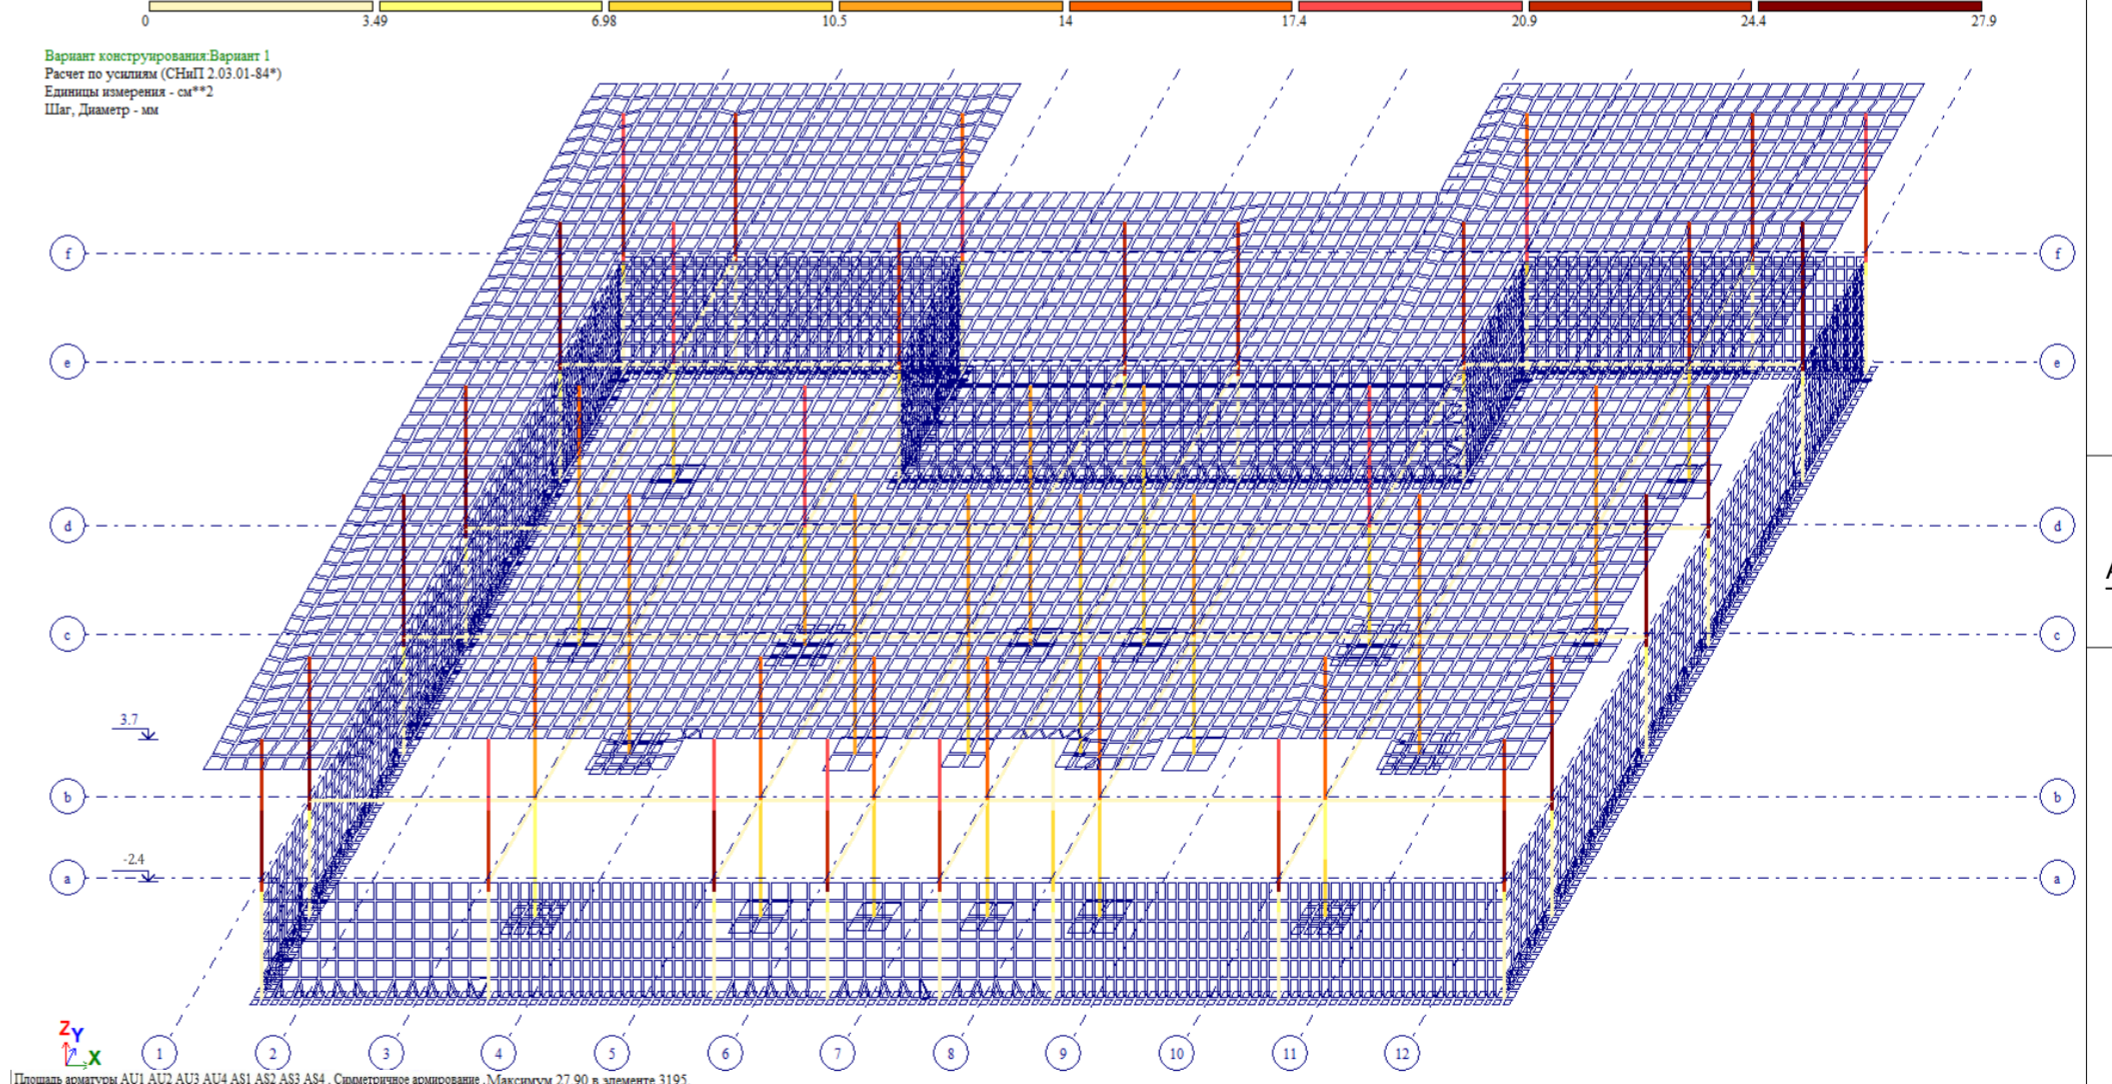 0 3.49 6.98 10.5 14 17.4 20.9 24.4 27.9
Вариант конструирования:Вариант 1
Расчет по усилиям (СНиП 2.03.01-84*)
Единицы измерения - см**2
Шаг, Диаметр - мм
f f
e e
d d
c c
3.7
b b
-2.4
a a
Z Y X
1 2 3 4 5 6 7 8 9 10 11 12
Площадь арматуры AU1 AU2 AU3 AU4 AS1 AS2 AS3 AS4 . Симметричное армирование .Максимум 27.90 в элементе 3195.